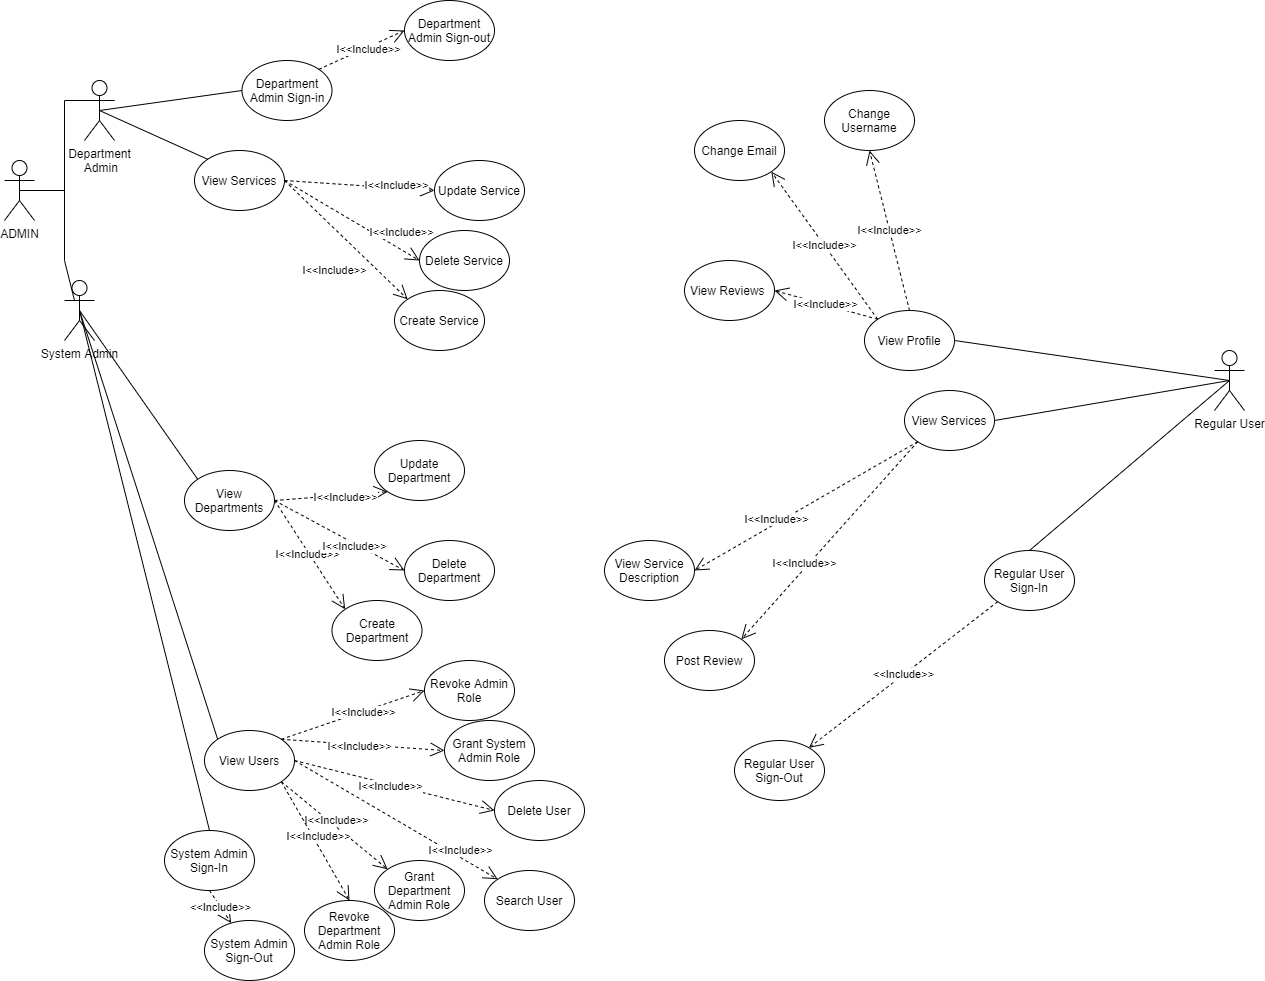 Department
Admin Sign-out
I<<Include>>
Department
Admin Sign-in
Department
Admin
ADMIN
View Services
I<<Include>>
Update Service
I<<Include>>
Delete Service
I<<Include>>
Create Service
System Admin
View
Departments
Update
Department
I<<Include>>
I<<Include>>
I<<Include>>
Delete
Department
Create
Department
Revoke Admin
Role
I<<Include>>
Grant System
Admin Role
I<<Include>>
View Users
I<<Include>>
Delete User
I<<Include>>
I<<Include>>
I<<Include>>
System Admin
Sign-In
Grant
Department
Admin Role
Search User
<<Include>>
Revoke
Department
Admin Role
System Admin
Sign-Out
Change
Username
Change Email
I<<Include>>
I<<Include>>
View Reviews
I<<Include>>
View Profile
View Services
Regular User
I<<Include>>
View Service
Description
I<<Include>>
Regular User
Sign-In
Post Review
<<Include>>
Regular User
Sign-Out